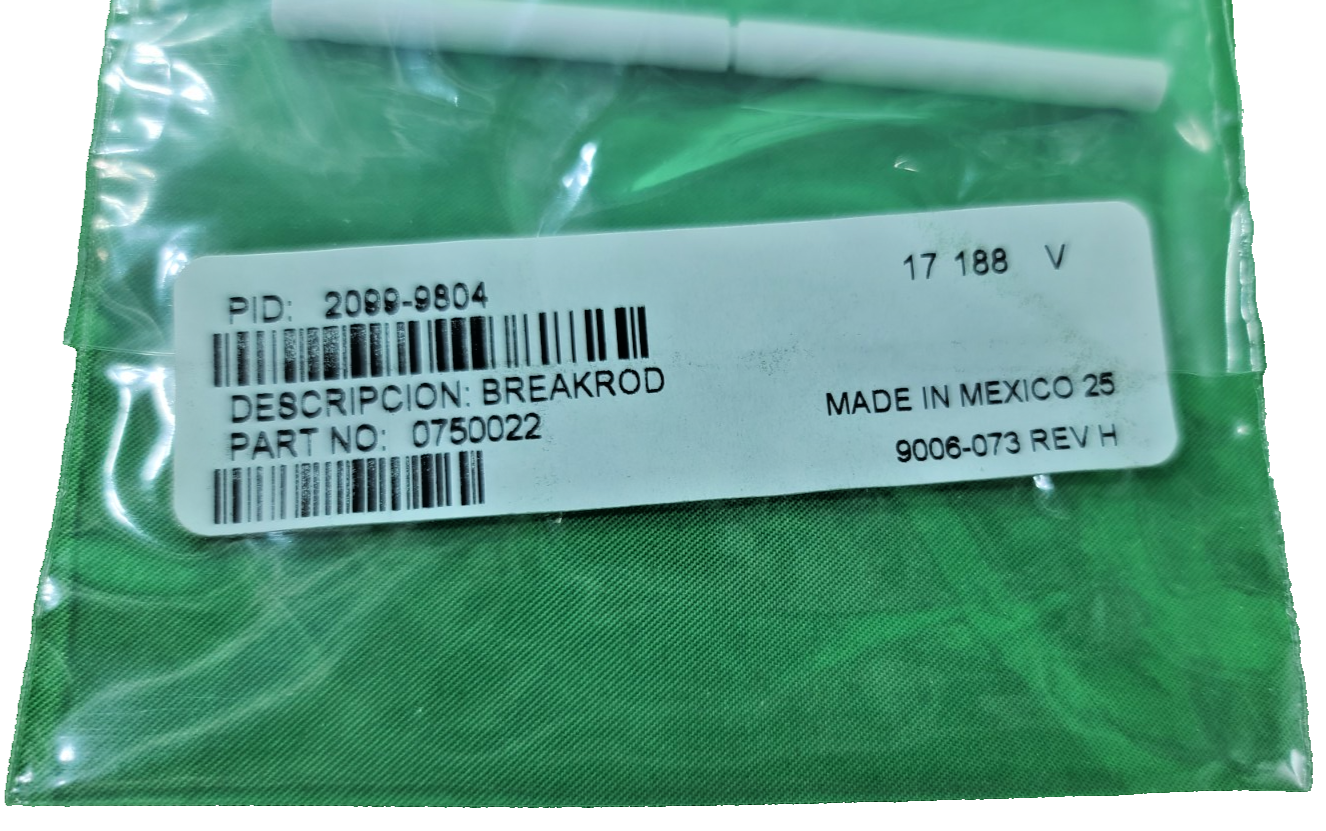 17 188 V
PID: 2099-9804
DESCRIPCION: BREAKROD
MADE IN MEXICO 25
PART NO: 0750022
9006-073 REV H